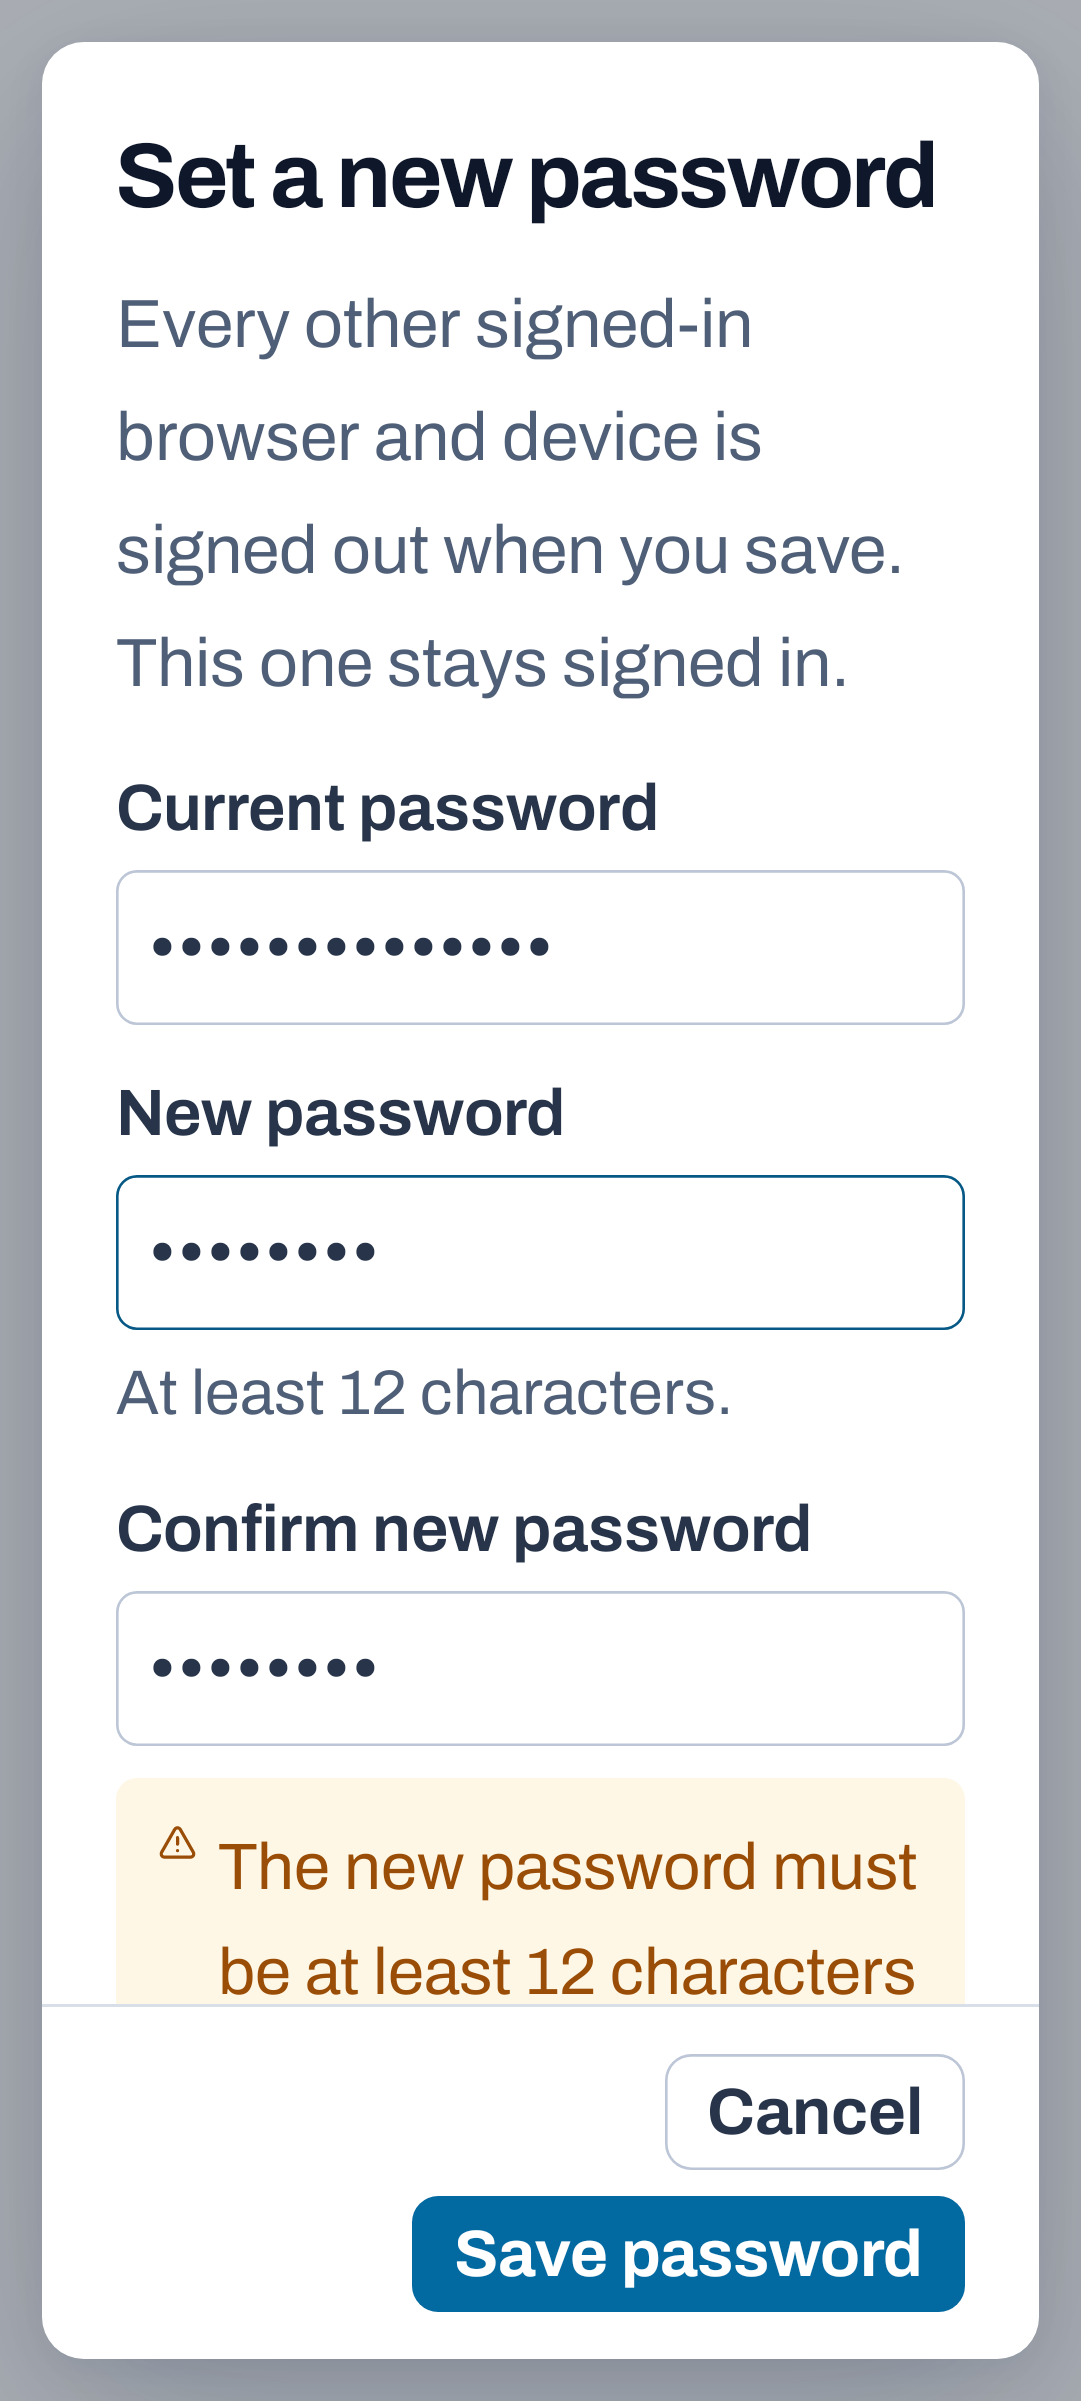 Set a new password
Every other signed-in
browser and device is
signed out when you save.
This one stays signed in.
Current password
••••••••••••••
New password
••••••••
At least 12 characters.
Confirm new password
••••••••
The new password must
be at least 12 characters
Cancel
Save password